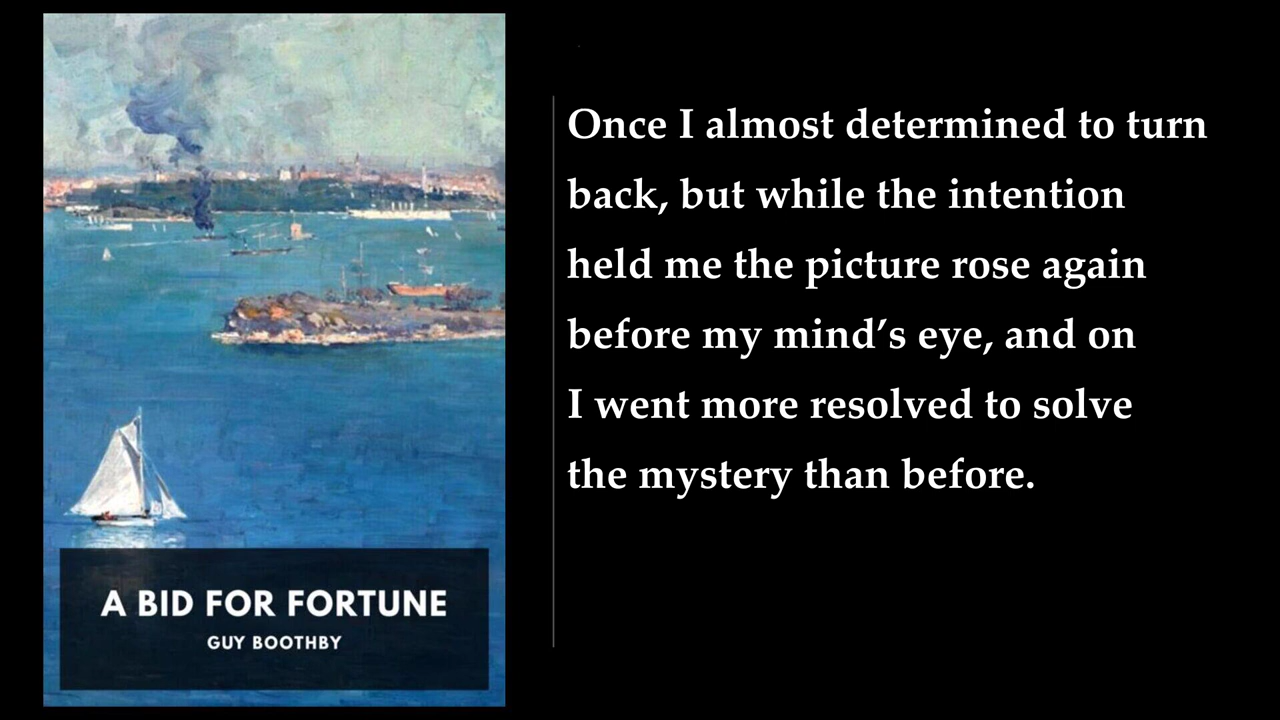 Once I almost determined to turn
back, but while the intention
held me the picture rose again
before my mind’s eye, and on
I went more resolved to solve
the mystery than before.
A BID FOR FORTUNE
GUY BOOTHBY